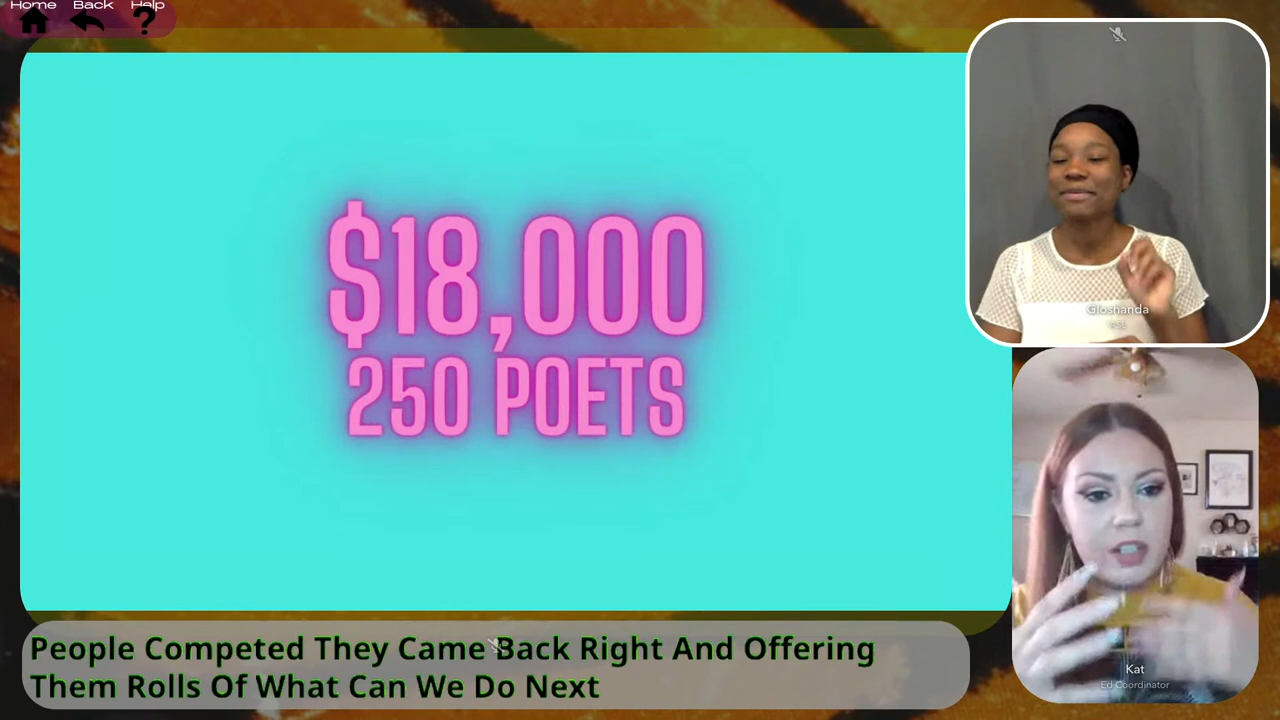 Home Back Help
$18,000
250 POETS
Gloshanda
ASL
Kat
Ed Coordinator
People Competed They Came Back Right And Offering
Them Rolls Of What Can We Do Next